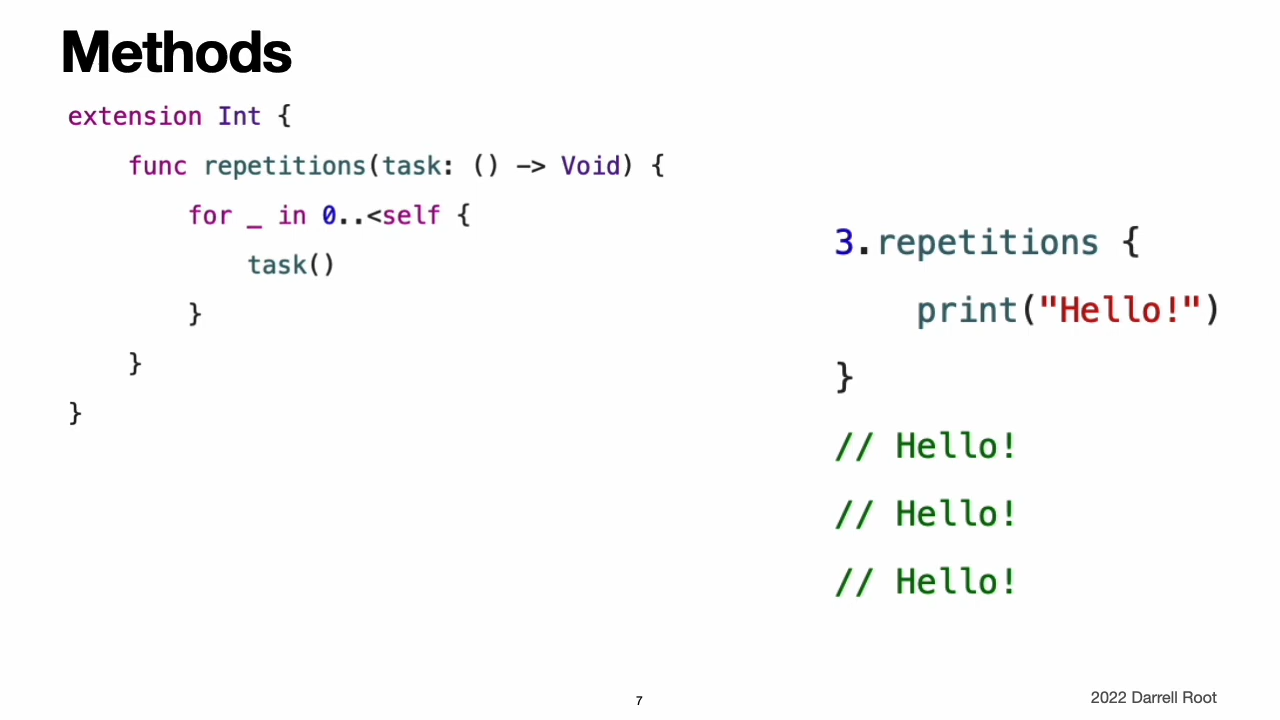 Methods
extension Int {
    func repetitions(task: () -> Void) {
        for _ in 0..<self {
            task()
        }
    }
}
3.repetitions {
    print("Hello!")
}
// Hello!
// Hello!
// Hello!
7
2022 Darrell Root